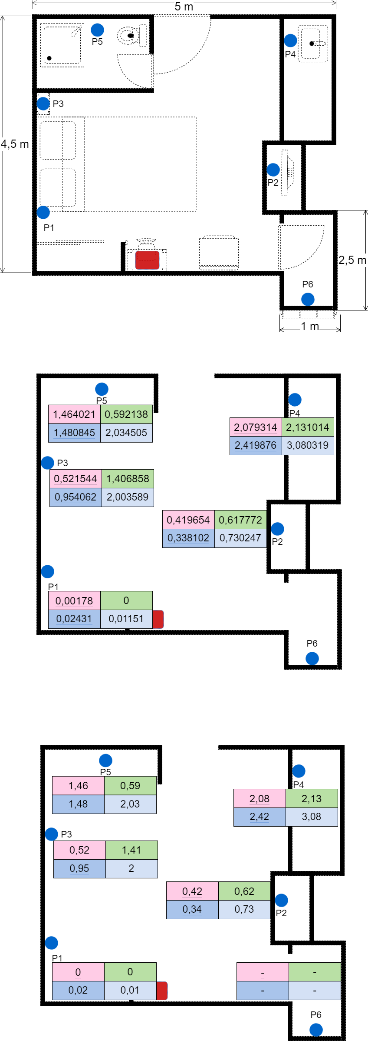 5 m
P5
P4
P3
4,5 m
P2
P1
2,5 m
P6
1 m
P5
1,464021 0,592138
1,480845 2,034505
P4
2,079314 2,131014
2,419876 3,080319
P3
0,521544 1,406858
0,954062 2,003589
0,419654 0,617772
0,338102 0,730247
P2
P1
0,00178 0
0,02431 0,01151
P6
P5
1,46 0,59
1,48 2,03
P4
2,08 2,13
2,42 3,08
P3
0,52 1,41
0,95 2
0,42 0,62
0,34 0,73
P2
P1
0 0
0,02 0,01
- -
- -
P6